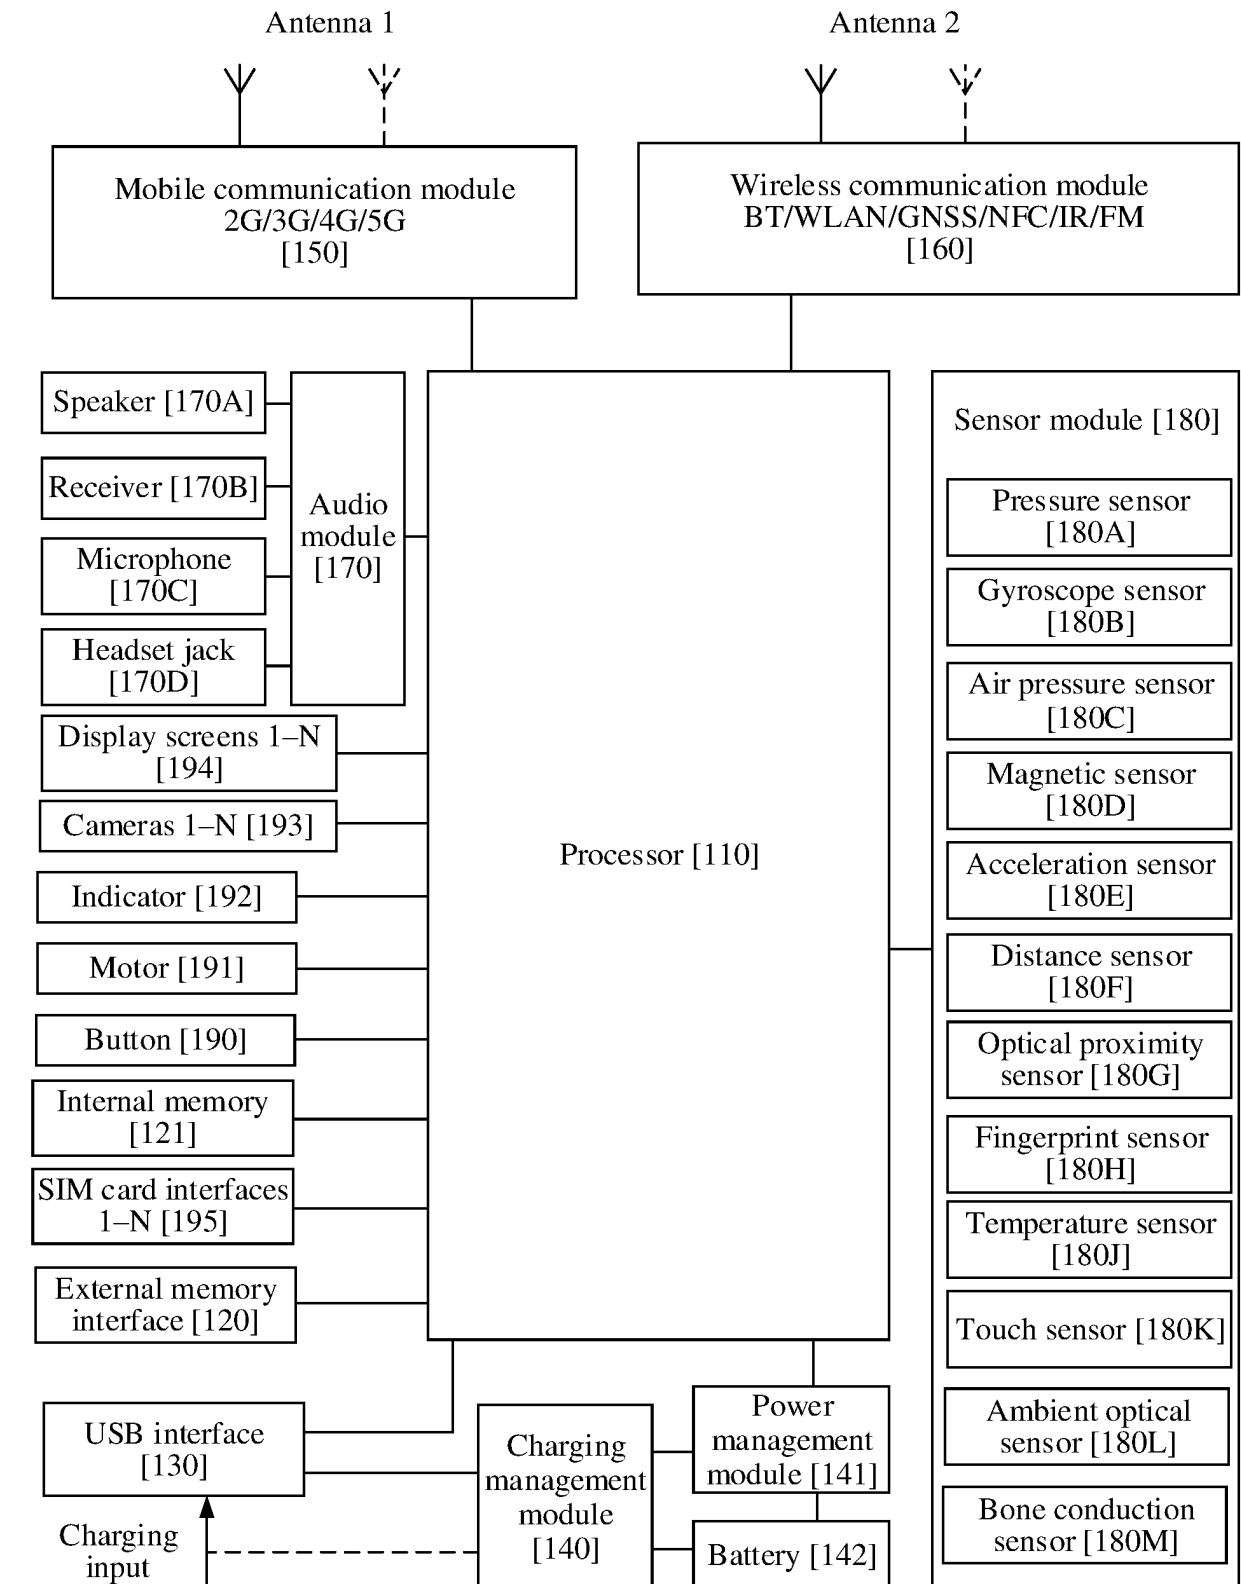 Antenna 1
Antenna 2
Mobile communication module
2G/3G/4G/5G
[150]
Wireless communication module
BT/WLAN/GNSS/NFC/IR/FM
[160]
Speaker [170A]
Receiver [170B]
Microphone
[170C]
Headset jack
[170D]
Audio
module
[170]
Display screens 1–N
[194]
Cameras 1–N [193]
Indicator [192]
Motor [191]
Button [190]
Internal memory
[121]
SIM card interfaces
1–N [195]
External memory
interface [120]
Processor [110]
Sensor module [180]
Pressure sensor
[180A]
Gyroscope sensor
[180B]
Air pressure sensor
[180C]
Magnetic sensor
[180D]
Acceleration sensor
[180E]
Distance sensor
[180F]
Optical proximity
sensor [180G]
Fingerprint sensor
[180H]
Temperature sensor
[180J]
Touch sensor [180K]
Ambient optical
sensor [180L]
Bone conduction
sensor [180M]
USB interface
[130]
Charging
input
Charging
management
module
[140]
Power
management
module [141]
Battery [142]